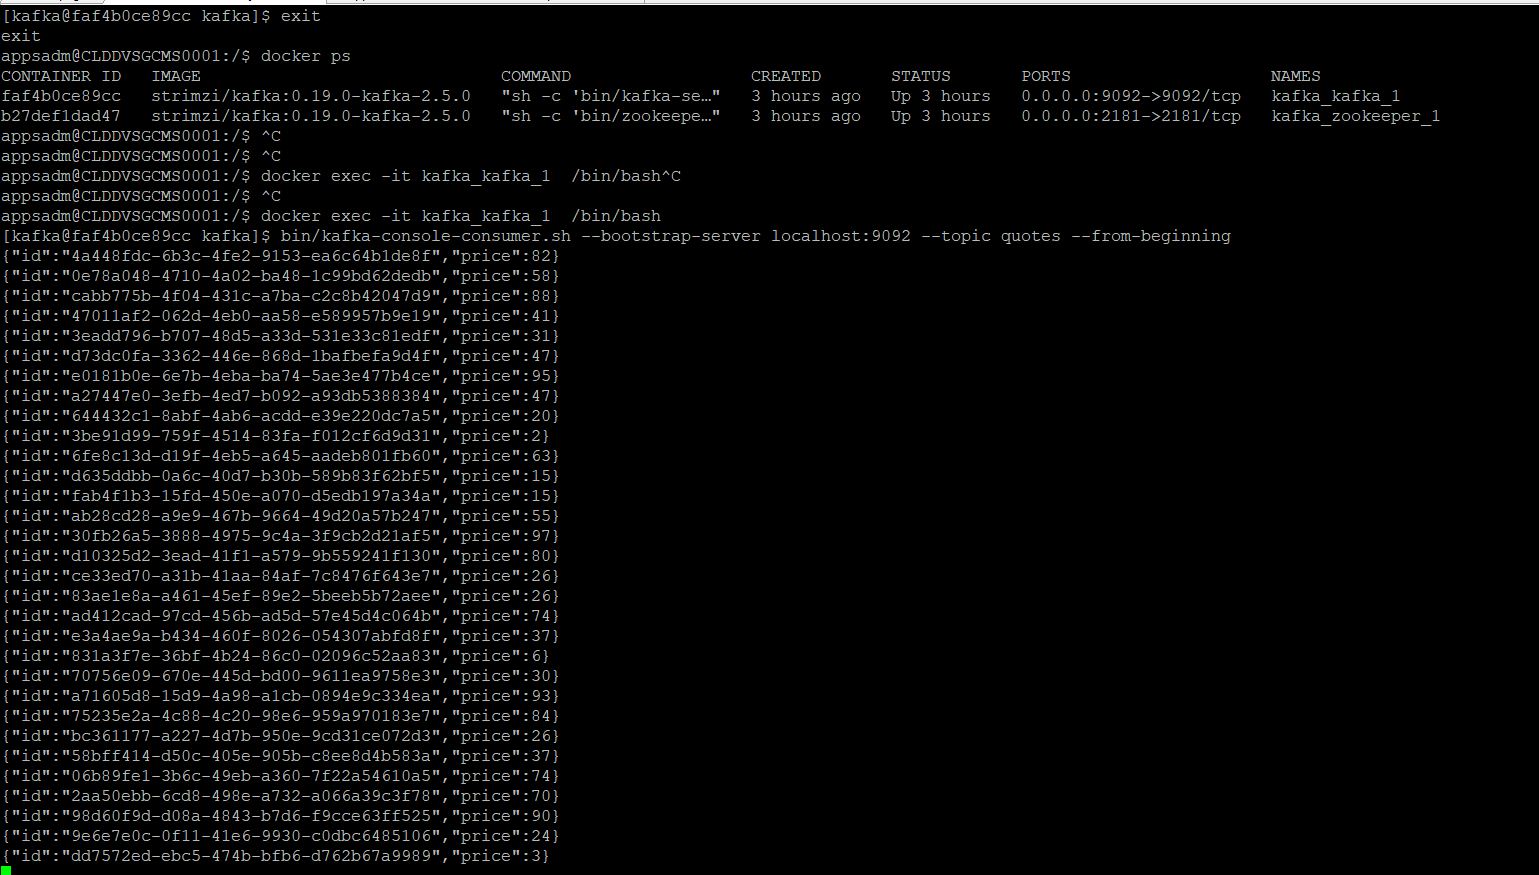 [kafka@faf4b0ce89cc kafka]$ exit
exit
appsadm@CLDDVSGCMS0001:/$ docker ps
CONTAINER ID   IMAGE                              COMMAND                  CREATED       STATUS       PORTS                    NAMES
faf4b0ce89cc   strimzi/kafka:0.19.0-kafka-2.5.0   "sh -c 'bin/kafka-se…"   3 hours ago   Up 3 hours   0.0.0.0:9092->9092/tcp   kafka_kafka_1
b27def1dad47   strimzi/kafka:0.19.0-kafka-2.5.0   "sh -c 'bin/zookeepe…"   3 hours ago   Up 3 hours   0.0.0.0:2181->2181/tcp   kafka_zookeeper_1
appsadm@CLDDVSGCMS0001:/$ ^C
appsadm@CLDDVSGCMS0001:/$ ^C
appsadm@CLDDVSGCMS0001:/$ docker exec -it kafka_kafka_1  /bin/bash^C
appsadm@CLDDVSGCMS0001:/$ ^C
appsadm@CLDDVSGCMS0001:/$ docker exec -it kafka_kafka_1  /bin/bash
[kafka@faf4b0ce89cc kafka]$ bin/kafka-console-consumer.sh --bootstrap-server localhost:9092 --topic quotes --from-beginning
{"id":"4a448fdc-6b3c-4fe2-9153-ea6c64b1de8f","price":82}
{"id":"0e78a048-4710-4a02-ba48-1c99bd62dedb","price":58}
{"id":"cabb775b-4f04-431c-a7ba-c2c8b42047d9","price":88}
{"id":"47011af2-062d-4eb0-aa58-e589957b9e19","price":41}
{"id":"3eadd796-b707-48d5-a33d-531e33c81edf","price":31}
{"id":"d73dc0fa-3362-446e-868d-1bafbefa9d4f","price":47}
{"id":"e0181b0e-6e7b-4eba-ba74-5ae3e477b4ce","price":95}
{"id":"a27447e0-3efb-4ed7-b092-a93db5388384","price":47}
{"id":"644432c1-8abf-4ab6-acdd-e39e220dc7a5","price":20}
{"id":"3be91d99-759f-4514-83fa-f012cf6d9d31","price":2}
{"id":"6fe8c13d-d19f-4eb5-a645-aadeb801fb60","price":63}
{"id":"d635ddbb-0a6c-40d7-b30b-589b83f62bf5","price":15}
{"id":"fab4f1b3-15fd-450e-a070-d5edb197a34a","price":15}
{"id":"ab28cd28-a9e9-467b-9664-49d20a57b247","price":55}
{"id":"30fb26a5-3888-4975-9c4a-3f9cb2d21af5","price":97}
{"id":"d10325d2-3ead-41f1-a579-9b559241f130","price":80}
{"id":"ce33ed70-a31b-41aa-84af-7c8476f643e7","price":26}
{"id":"83ae1e8a-a461-45ef-89e2-5beeb5b72aee","price":26}
{"id":"ad412cad-97cd-456b-ad5d-57e45d4c064b","price":74}
{"id":"e3a4ae9a-b434-460f-8026-054307abfd8f","price":37}
{"id":"831a3f7e-36bf-4b24-86c0-02096c52aa83","price":6}
{"id":"70756e09-670e-445d-bd00-9611ea9758e3","price":30}
{"id":"a71605d8-15d9-4a98-a1cb-0894e9c334ea","price":93}
{"id":"75235e2a-4c88-4c20-98e6-959a970183e7","price":84}
{"id":"bc361177-a227-4d7b-950e-9cd31ce072d3","price":26}
{"id":"58bff414-d50c-405e-905b-c8ee8d4b583a","price":37}
{"id":"06b89fe1-3b6c-49eb-a360-7f22a54610a5","price":74}
{"id":"2aa50ebb-6cd8-498e-a732-a066a39c3f78","price":70}
{"id":"98d60f9d-d08a-4843-b7d6-f9cce63ff525","price":90}
{"id":"9e6e7e0c-0f11-41e6-9930-c0dbc6485106","price":24}
{"id":"dd7572ed-ebc5-474b-bfb6-d762b67a9989","price":3}